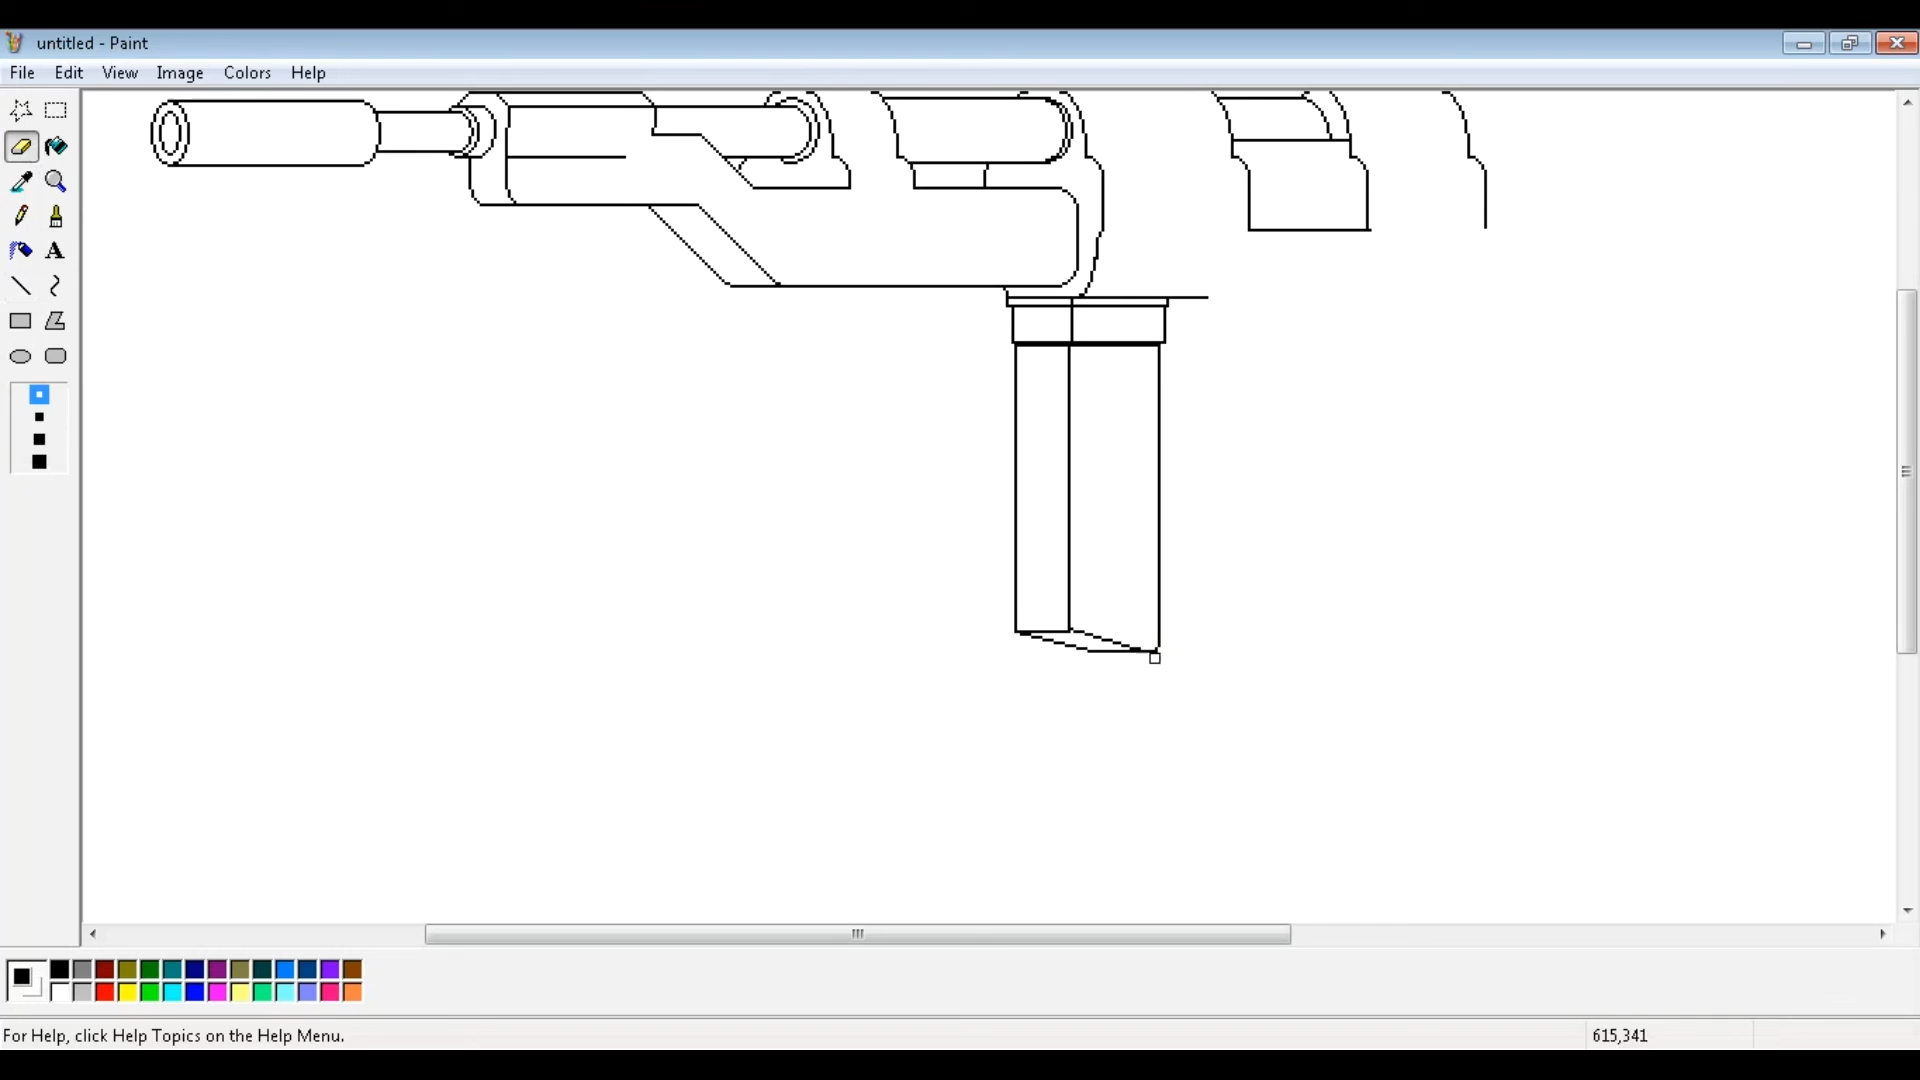 untitled - Paint
File Edit View Image Colors Help
A
For Help, click Help Topics on the Help Menu.
615,341